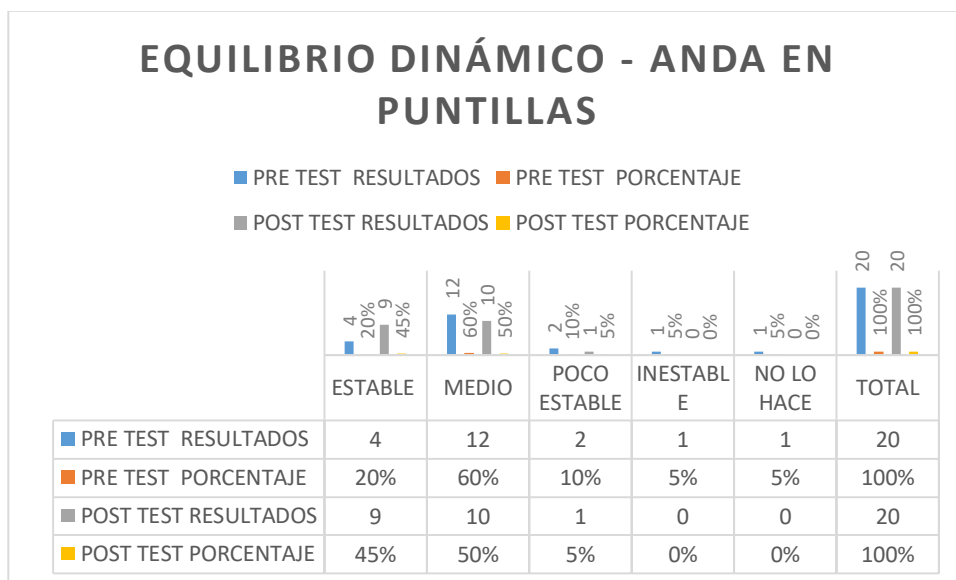 EQUILIBRIO DINÁMICO - ANDA EN
PUNTILLAS
PRE TEST RESULTADOS PRE TEST PORCENTAJE
POST TEST RESULTADOS POST TEST PORCENTAJE
4 20% 9 45% 12 60% 10 50% 2 10% 1 5% 1 5% 0 0% 1 5% 0 0% 20 100% 20 100%
ESTABLE MEDIO POCO ESTABLE INESTABL E NO LO HACE TOTAL
PRE TEST RESULTADOS 4 12 2 1 1 20
PRE TEST PORCENTAJE 20% 60% 10% 5% 5% 100%
POST TEST RESULTADOS 9 10 1 0 0 20
POST TEST PORCENTAJE 45% 50% 5% 0% 0% 100%